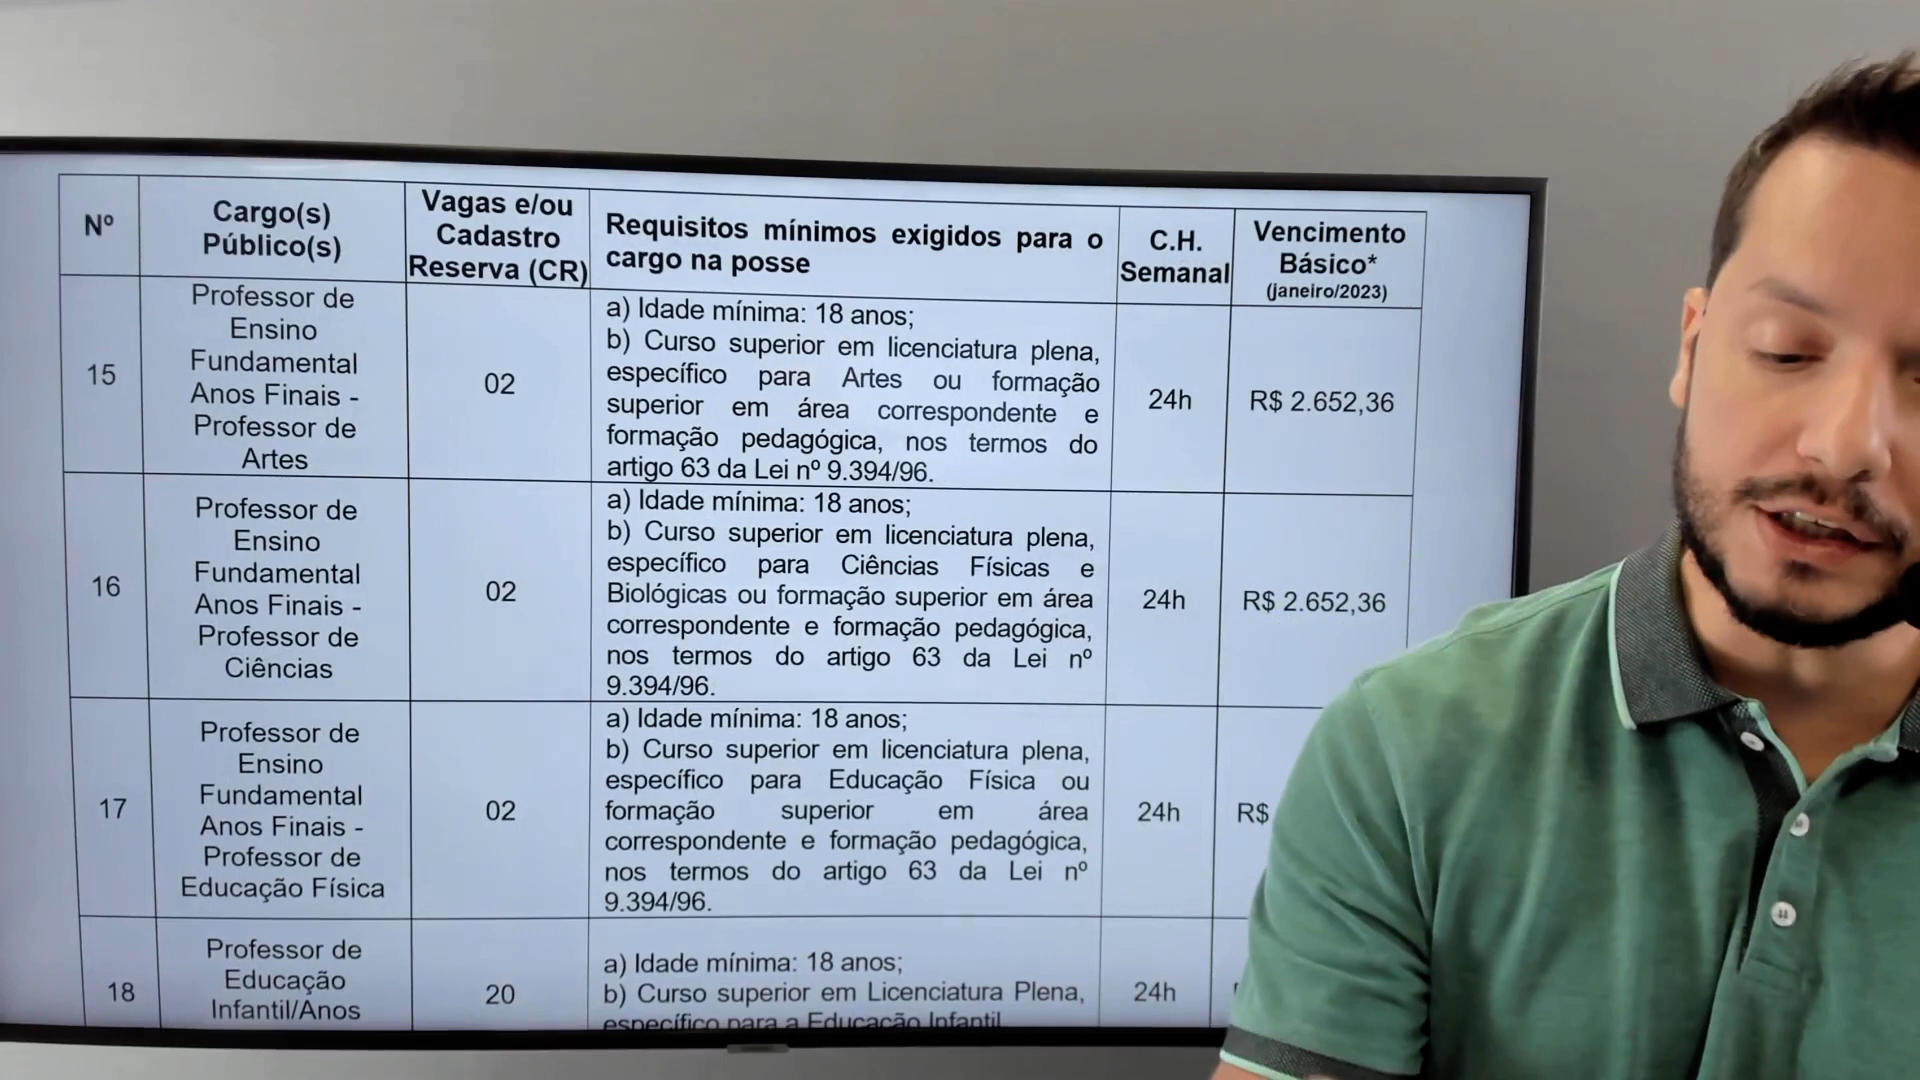 Nº
Cargo(s)
Público(s)
Vagas e/ou
Cadastro
Reserva (CR)
Requisitos mínimos exigidos para o
cargo na posse
C.H.
Semanal
Vencimento
Básico*
(janeiro/2023)
15
Professor de
Ensino
Fundamental
Anos Finais -
Professor de
Artes
02
a) Idade mínima: 18 anos;
b) Curso superior em licenciatura plena,
específico para Artes ou formação
superior em área correspondente e
formação pedagógica, nos termos do
artigo 63 da Lei nº 9.394/96.
24h
R$ 2.652,36
16
Professor de
Ensino
Fundamental
Anos Finais -
Professor de
Ciências
02
a) Idade mínima: 18 anos;
b) Curso superior em licenciatura plena,
específico para Ciências Físicas e
Biológicas ou formação superior em área
correspondente e formação pedagógica,
nos termos do artigo 63 da Lei nº
9.394/96.
24h
R$ 2.652,36
17
Professor de
Ensino
Fundamental
Anos Finais -
Professor de
Educação Física
02
a) Idade mínima: 18 anos;
b) Curso superior em licenciatura plena,
específico para Educação Física ou
formação superior em área
correspondente e formação pedagógica,
nos termos do artigo 63 da Lei nº
9.394/96.
24h
R$
18
Professor de
Educação
Infantil/Anos
20
a) Idade mínima: 18 anos;
b) Curso superior em Licenciatura Plena,
específico para a Educação Infantil
24h